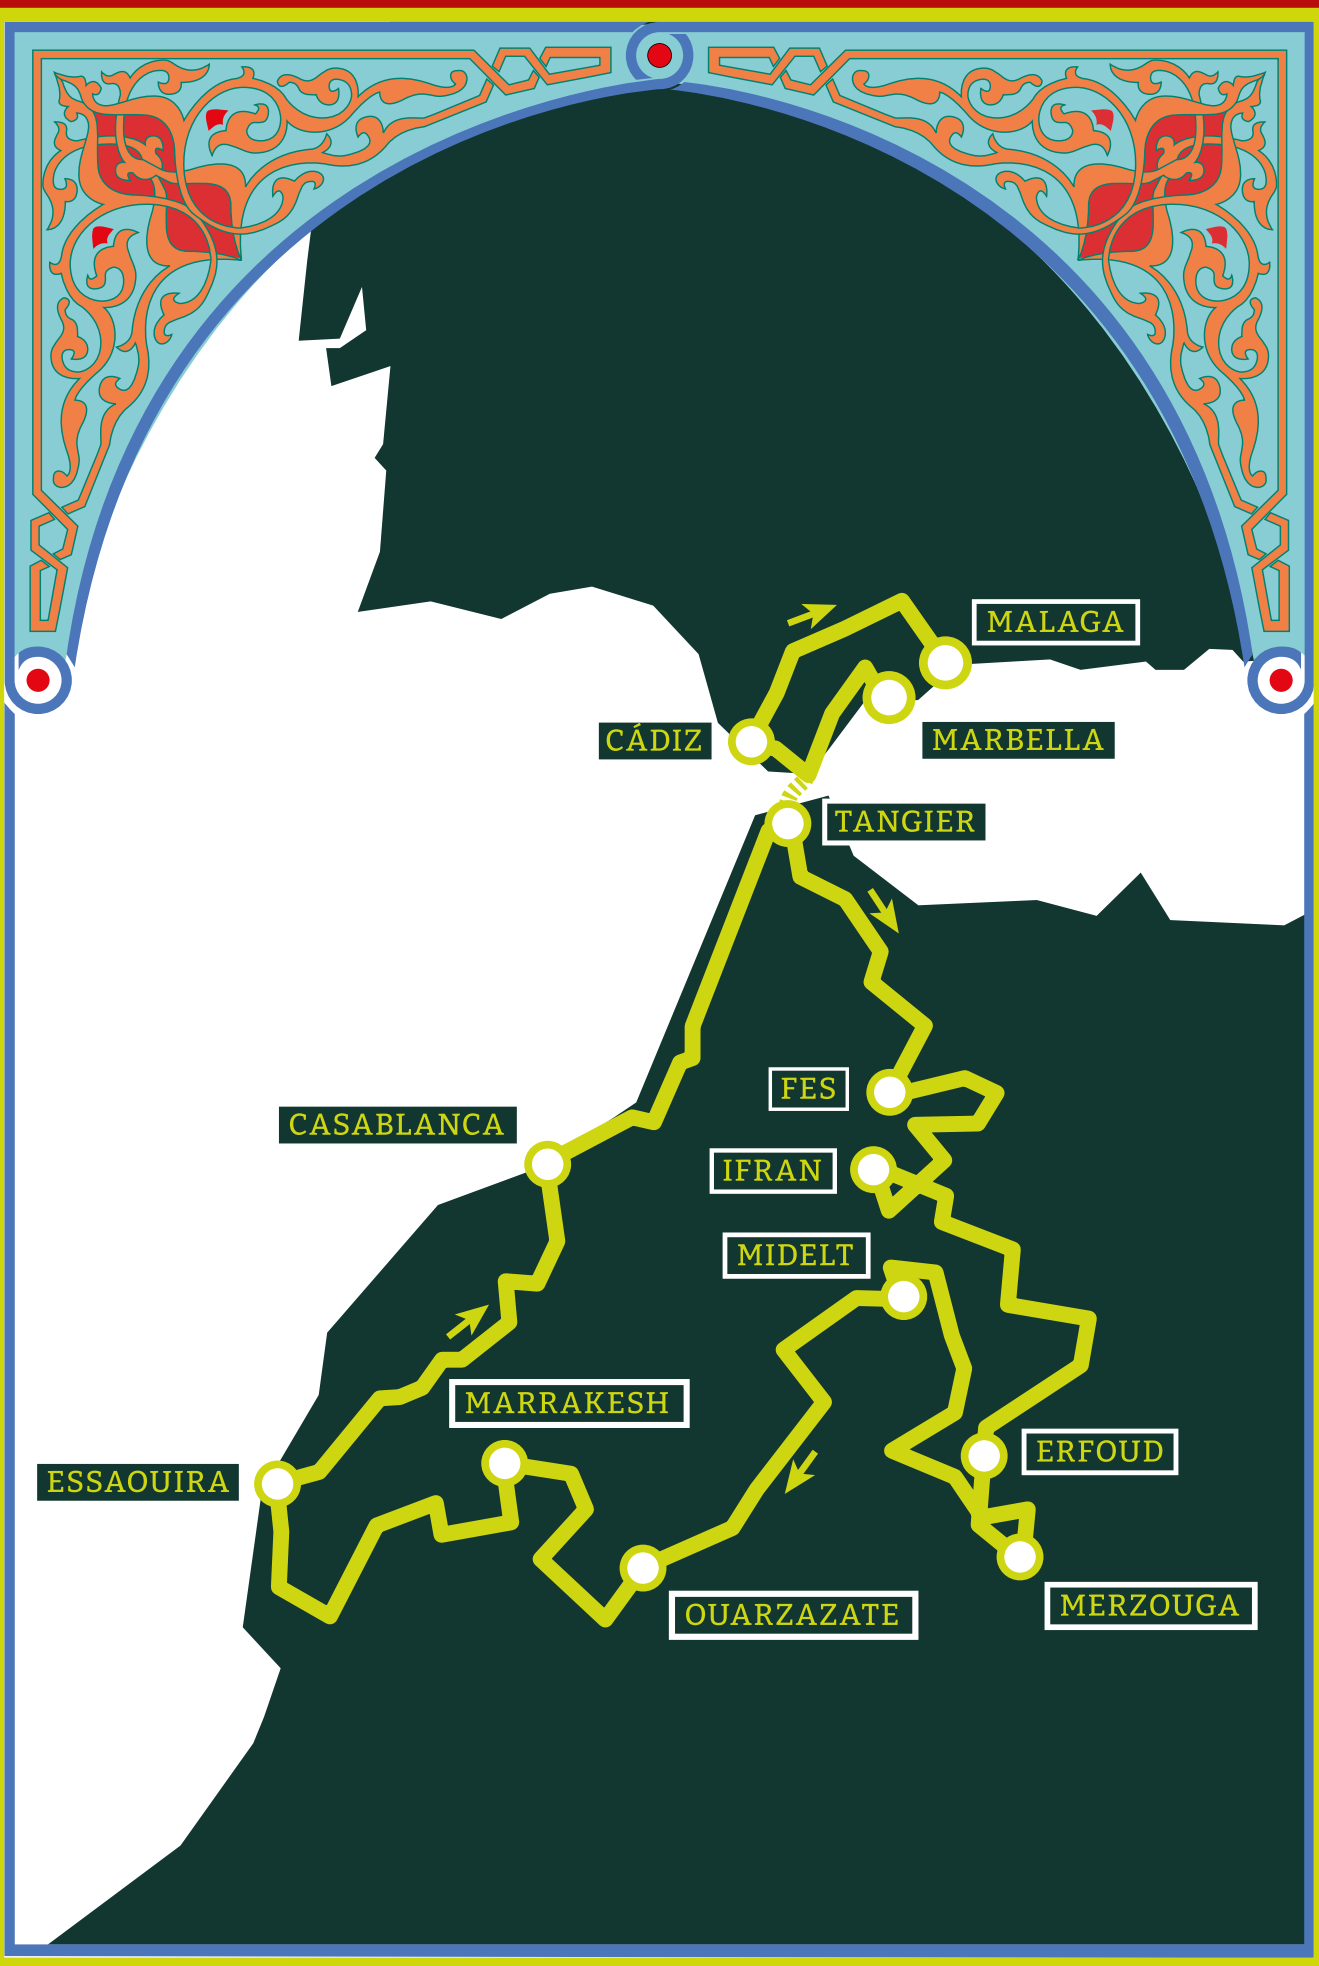 MALAGA
CÁDIZ
MARBELLA
TANGIER
FES
CASABLANCA
IFRAN
MIDELT
MARRAKESH
ERFOUD
ESSAOUIRA
OUARZAZATE
MERZOUGA